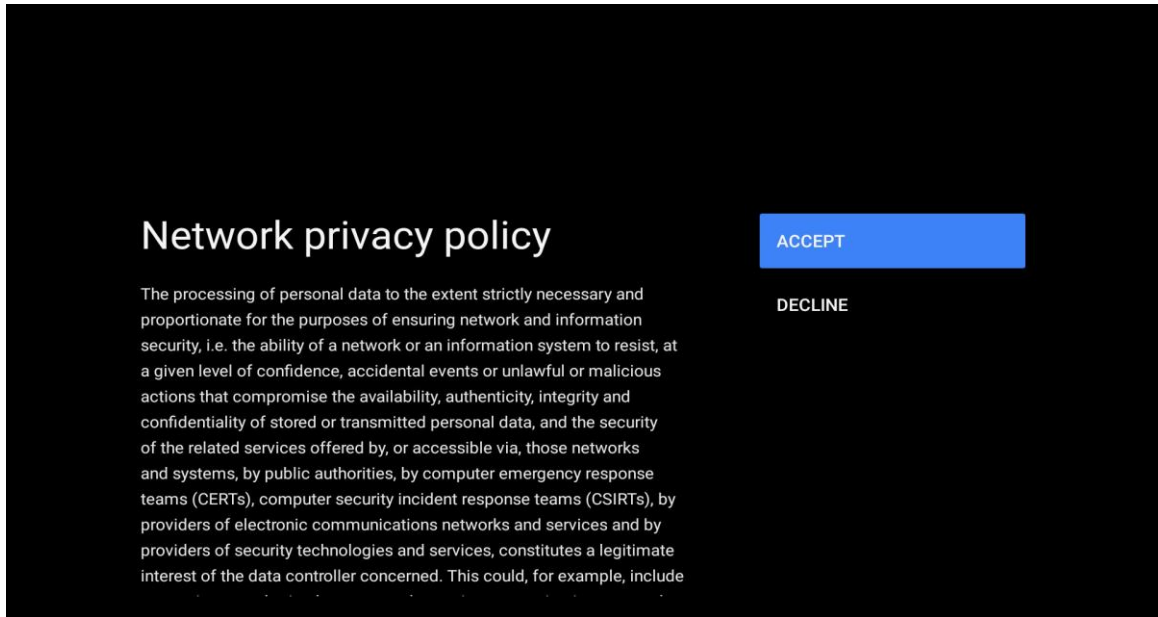 Network privacy policy
The processing of personal data to the extent strictly necessary and
proportionate for the purposes of ensuring network and information
security, i.e. the ability of a network or an information system to resist, at
a given level of confidence, accidental events or unlawful or malicious
actions that compromise the availability, authenticity, integrity and
confidentiality of stored or transmitted personal data, and the security
of the related services offered by, or accessible via, those networks
and systems, by public authorities, by computer emergency response
teams (CERTs), computer security incident response teams (CSIRTs), by
providers of electronic communications networks and services and by
providers of security technologies and services, constitutes a legitimate
interest of the data controller concerned. This could, for example, include
ACCEPT
DECLINE